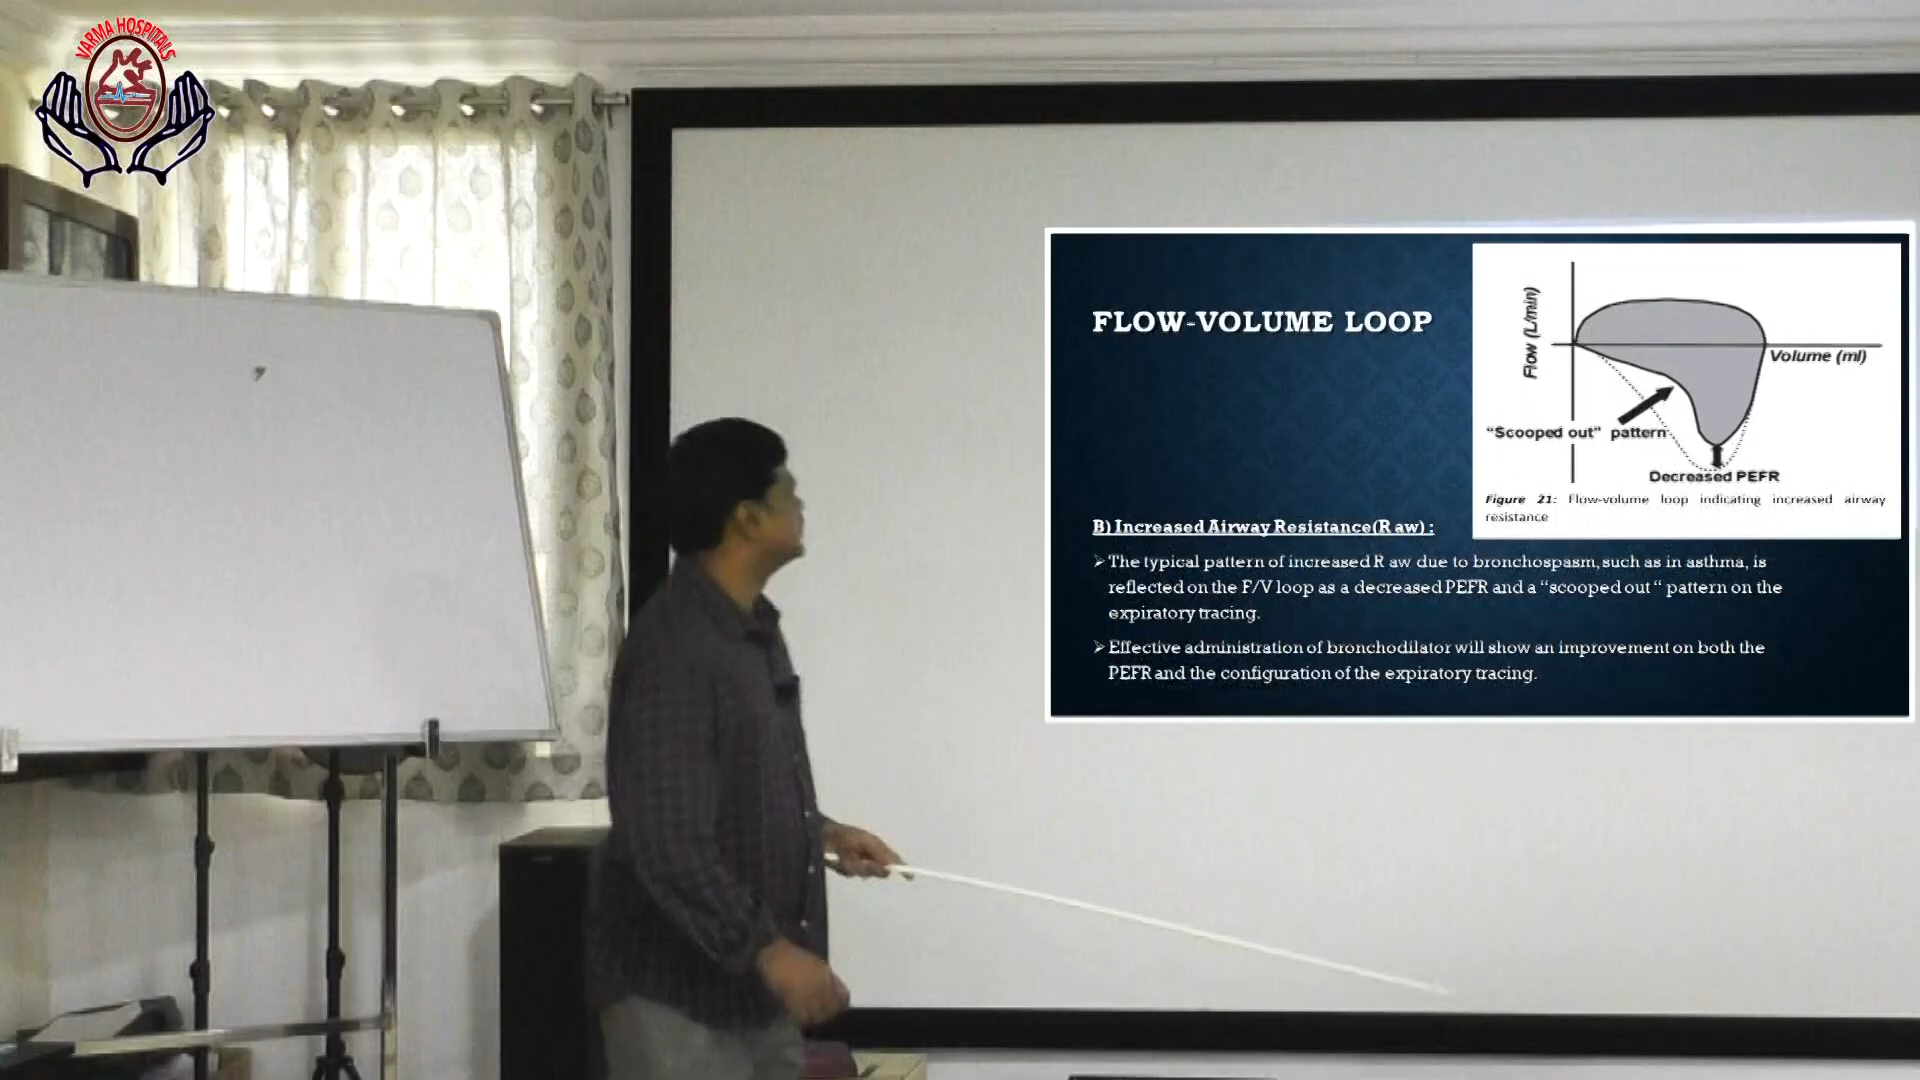 VARMA HOSPITALS
FLOW-VOLUME LOOP
Flow (L/min)
Volume (ml)
“Scooped out” pattern
Decreased PEFR
Figure 21: Flow-volume loop indicating increased airway
resistance
B) Increased Airway Resistance(R aw) :
➢The typical pattern of increased R aw due to bronchospasm, such as in asthma, is
reflected on the F/V loop as a decreased PEFR and a “scooped out “ pattern on the
expiratory tracing.
➢Effective administration of bronchodilator will show an improvement on both the
PEFR and the configuration of the expiratory tracing.